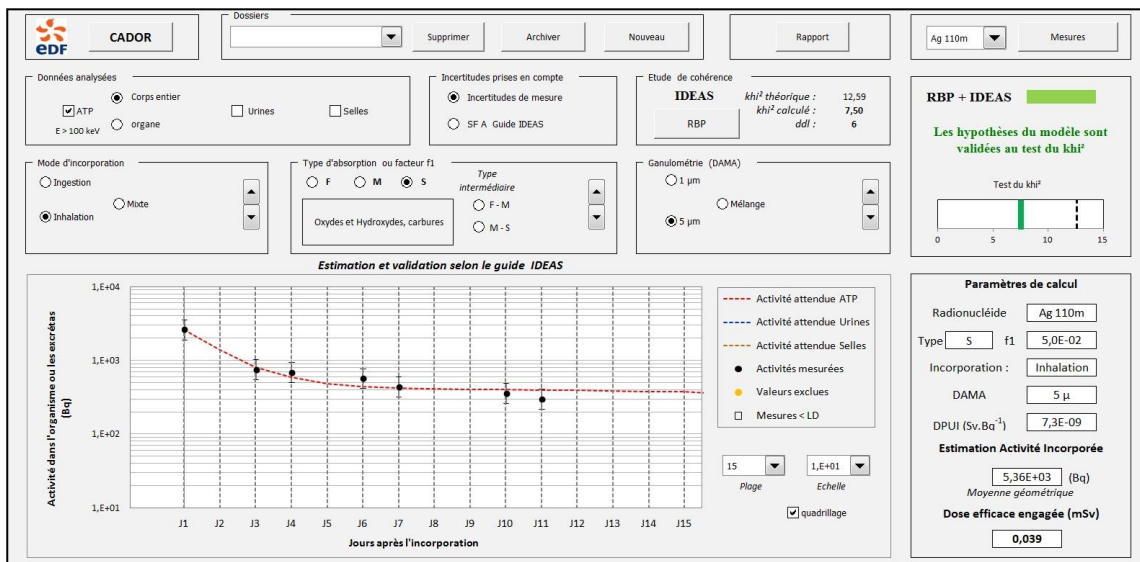 eDF
CADOR
Dossiers
Supprimer
Archiver
Nouveau
Rapport
Ag 110m
Mesures
Données analysées
ATP
E > 100 keV
Corps entier
organe
Urines
Selles
Incertitudes prises en compte
Incertitudes de mesure
SF A Guide IDEAS
Etude de cohérence
IDEAS
RBP
khi² théorique : 12,59
khi² calculé : 7,50
ddl : 6
RBP + IDEAS
Les hypothèses du modèle sont
validées au test du khi²
Test du khi²
0 5 10 15
Mode d'incorporation
Ingestion
Mixte
Inhalation
Type d'absorption ou facteur f1
F M S
Oxydes et Hydroxydes, carbures
Type
intermédiaire
F - M
M - S
Ganulométrie (DAMA)
1 µm
Mélange
5 µm
Estimation et validation selon le guide IDEAS
Activité dans l'organisme ou les secrétas
(Bq)
1,E+04
1,E+03
1,E+02
1,E+01
J1 J2 J3 J4 J5 J6 J7 J8 J9 J10 J11 J12 J13 J14 J15
Jours après l'incorporation
Activité attendue ATP
Activité attendue Urines
Activité attendue Selles
Activités mesurées
Valeurs exclues
Mesures < LD
15
Plage
1,E+01
Echelle
quadrillage
Paramètres de calcul
Radionucléide Ag 110m
Type S f1 5,0E-02
Incorporation : Inhalation
DAMA 5 µ
DPUI (Sv.Bq⁻¹) 7,3E-09
Estimation Activité Incorporée
5,36E+03 (Bq)
Moyenne géométrique
Dose efficace engagée (mSv)
0,039